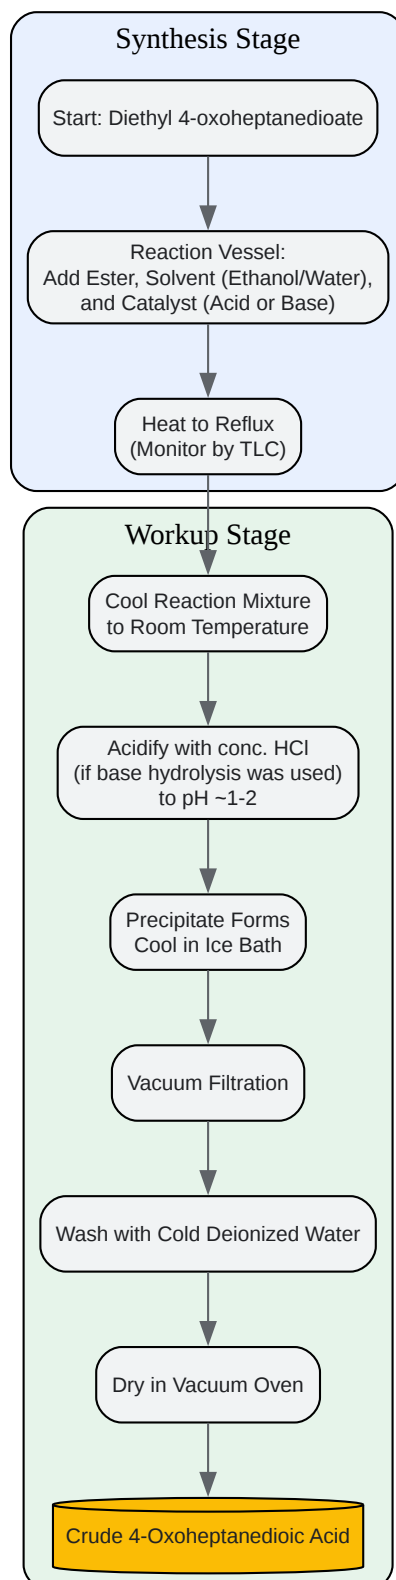 Synthesis Stage
Start: Diethyl 4-oxoheptanedioate
Reaction Vessel:
Add Ester, Solvent (Ethanol/Water),
and Catalyst (Acid or Base)
Heat to Reflux
(Monitor by TLC)
Workup Stage
Cool Reaction Mixture
to Room Temperature
Acidify with conc. HCl
(if base hydrolysis was used)
to pH ~1-2
Precipitate Forms
Cool in Ice Bath
Vacuum Filtration
Wash with Cold Deionized Water
Dry in Vacuum Oven
Crude 4-Oxoheptanedioic Acid